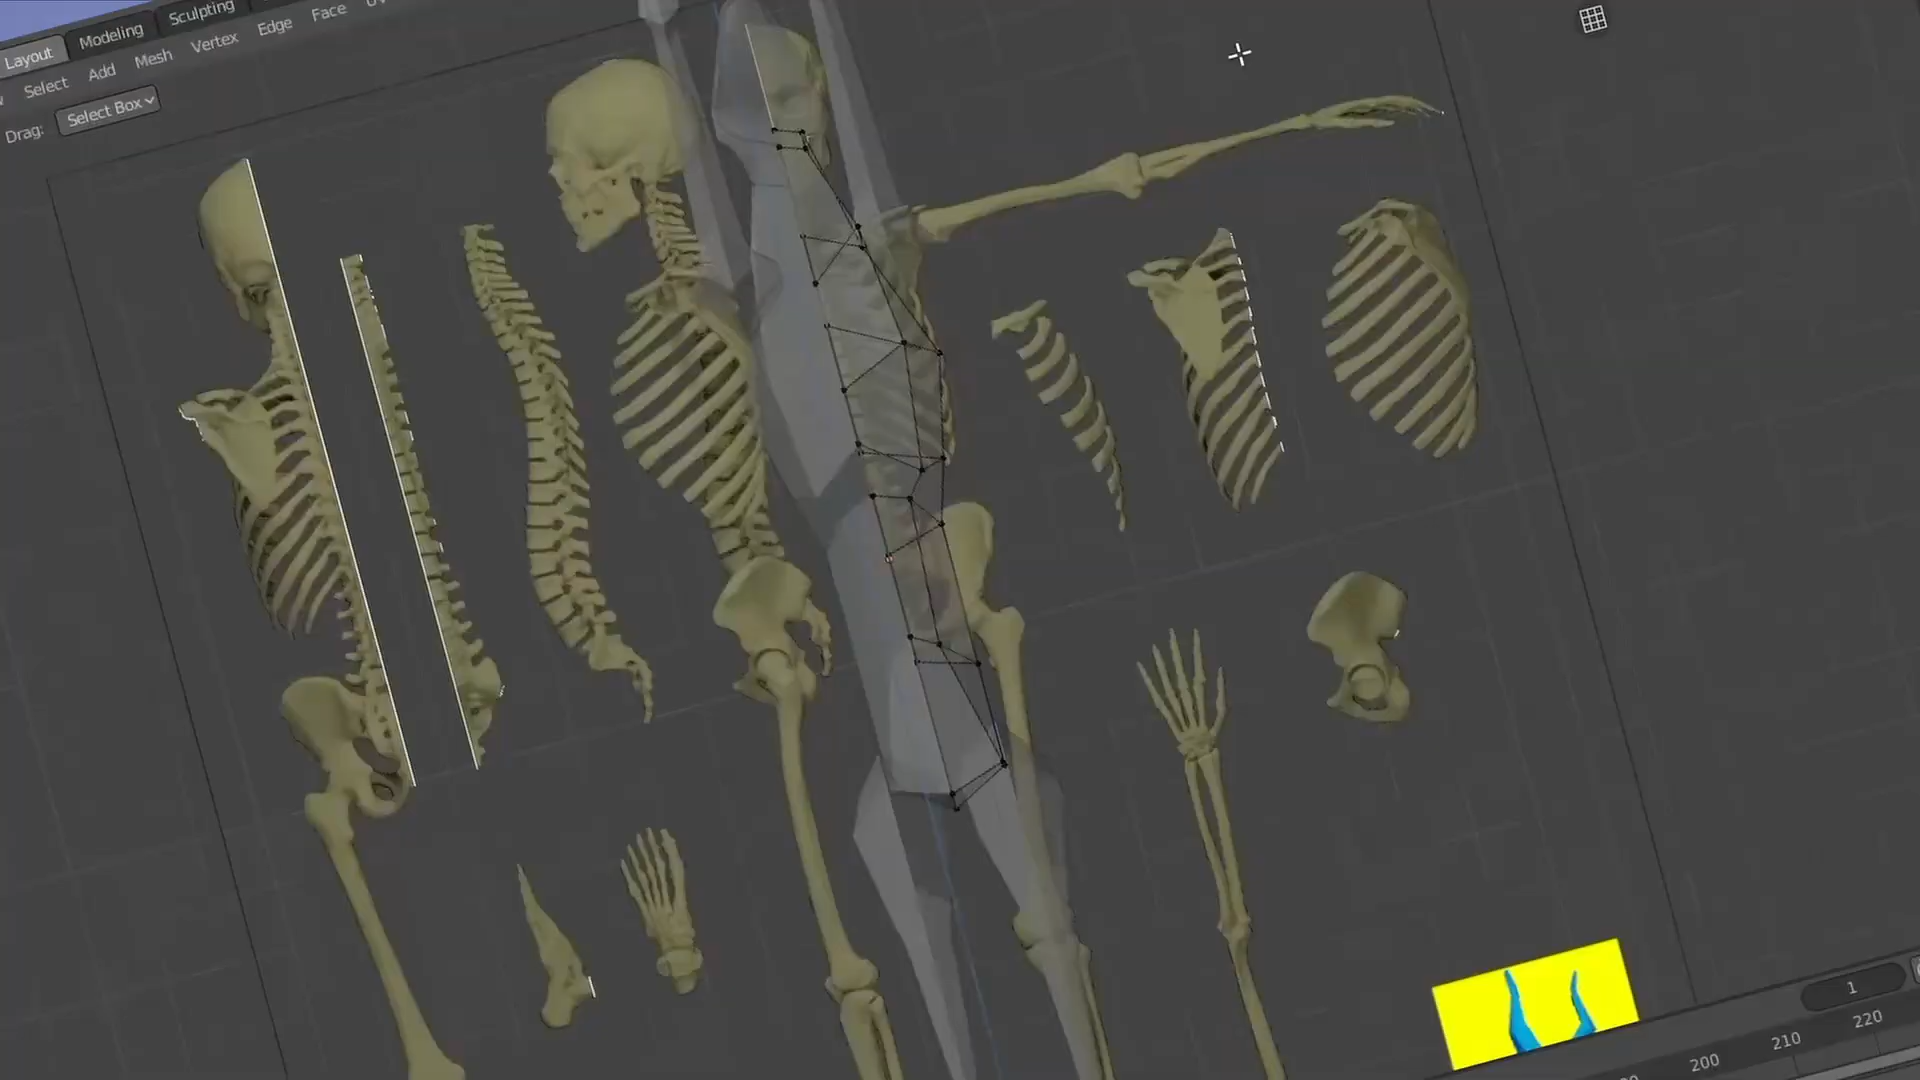 Layout Modeling Sculpting
Select Add Mesh Vertex Edge Face
Drag: Select Box
1
200 210 220